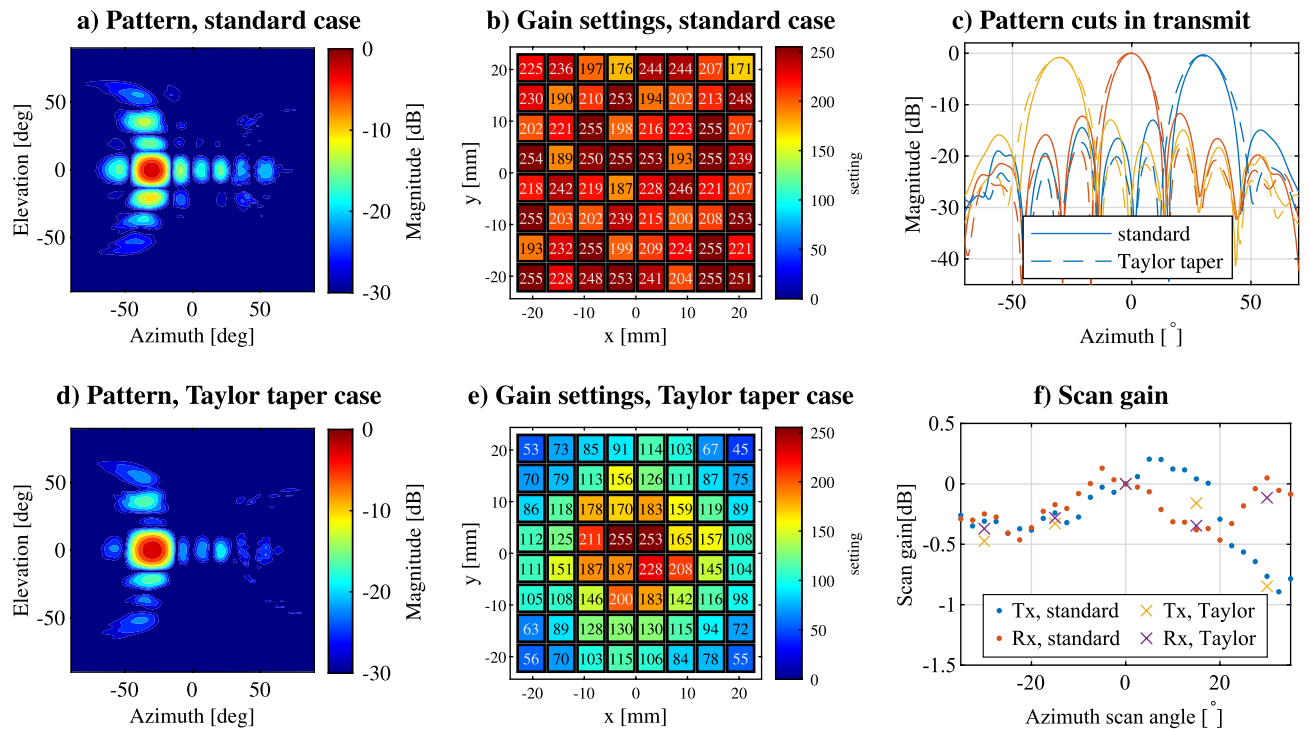 a) Pattern, standard case
b) Gain settings, standard case
c) Pattern cuts in transmit
Elevation [deg]
50
0
-50
-50 0 50
Azimuth [deg]
0
-10
-20
-30
Magnitude [dB]
y [mm]
20
10
0
-10
-20
225 236 197 176 244 244 207 171
230 190 210 253 194 202 213 248
202 221 255 198 216 223 255 207
254 189 250 255 253 193 255 239
218 242 219 187 228 246 221 207
255 203 202 239 215 200 208 253
193 232 255 199 209 224 255 221
255 228 248 253 241 204 255 251
-20 -10 0 10 20
x [mm]
250
200
150
100
50
0
setting
Magnitude [dB]
0
-10
-20
-30
-40
standard
Taylor taper
-50 0 50
Azimuth [°]
d) Pattern, Taylor taper case
e) Gain settings, Taylor taper case
f) Scan gain
Elevation [deg]
50
0
-50
-50 0 50
Azimuth [deg]
0
-10
-20
-30
Magnitude [dB]
y [mm]
20
10
0
-10
-20
53 73 85 91 114 103 67 45
70 79 113 156 126 111 87 75
86 118 178 170 183 159 119 89
112 125 211 255 253 165 157 108
111 151 187 187 228 208 145 104
105 108 146 200 183 142 116 98
63 89 128 130 130 115 94 72
56 70 103 115 106 84 78 55
-20 -10 0 10 20
x [mm]
250
200
150
100
50
0
setting
Scan gain[dB]
0.5
0
-0.5
-1
-1.5
Tx, standard
Rx, standard
Tx, Taylor
Rx, Taylor
-20 0 20
Azimuth scan angle [°]